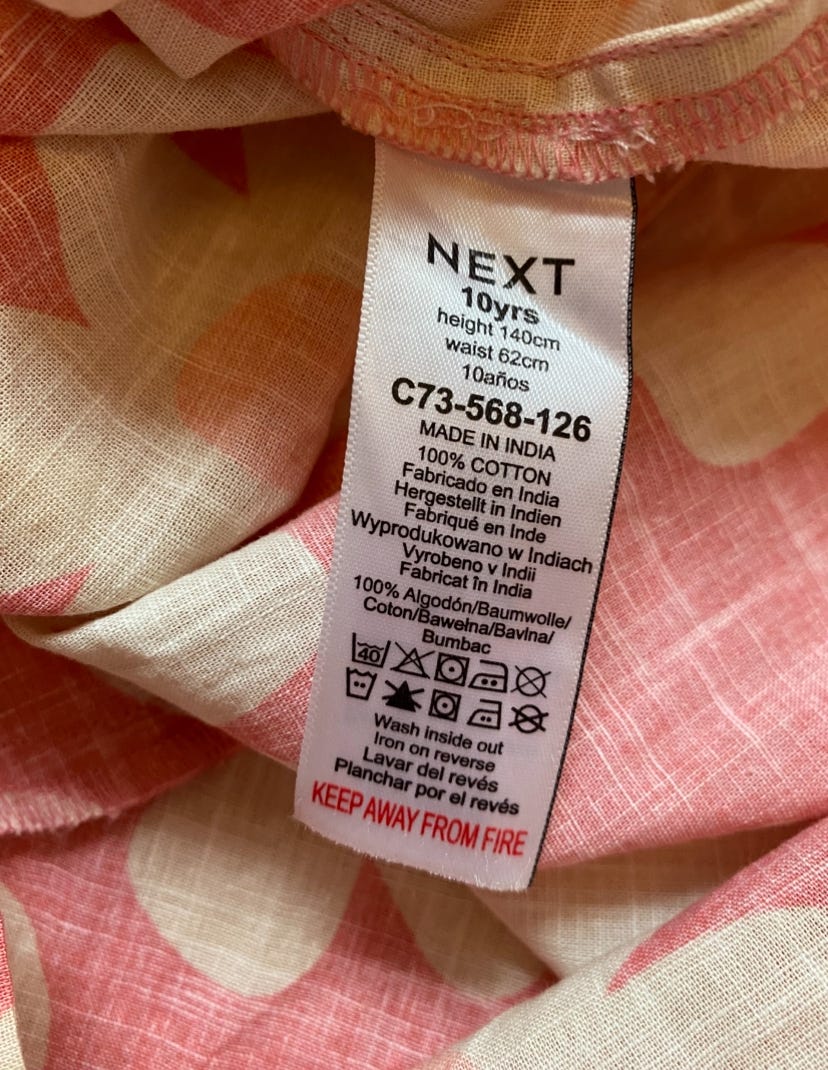 NEXT
10yrs
height 140cm
waist 62cm
10años
C73-568-126
MADE IN INDIA
100% COTTON
Fabricado en India
Hergestellt in Indien
Fabriqué en Inde
Wyprodukowano w Indiach
Vyrobeno v Indii
Fabricat în India
100% Algodón/Baumwolle/
Coton/Bawełna/Bavlna/
Bumbac
40
Wash inside out
Iron on reverse
Lavar del revés
Planchar por el revés
KEEP AWAY FROM FIRE